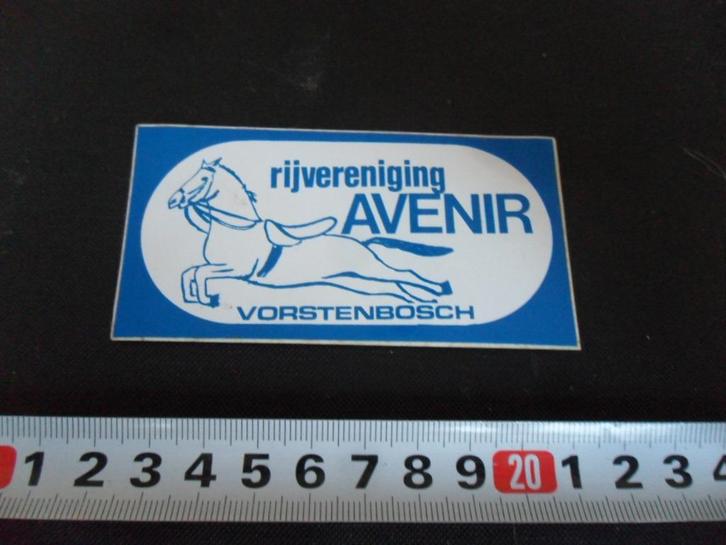 rijvereniging
AVENIR
VORSTENBOSCH
1 2 3 4 5 6 7 8 9 20 1 2 3 4